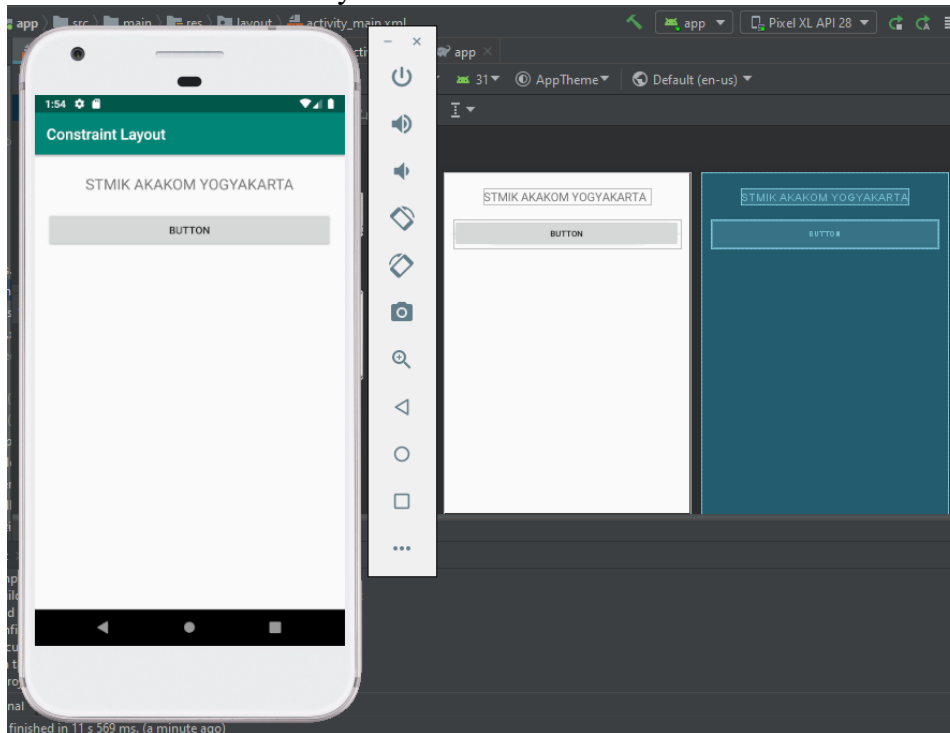 app src main res layout activity_main.xml app Pixel XL API 28
app
31 AppTheme Default (en-us)
1:54
Constraint Layout
STMIK AKAKOM YOGYAKARTA
BUTTON
STMIK AKAKOM YOGYAKARTA
BUTTON
STMIK AKAKOM YOGYAKARTA
BUTTON
finished in 11 s 569 ms. (a minute ago)